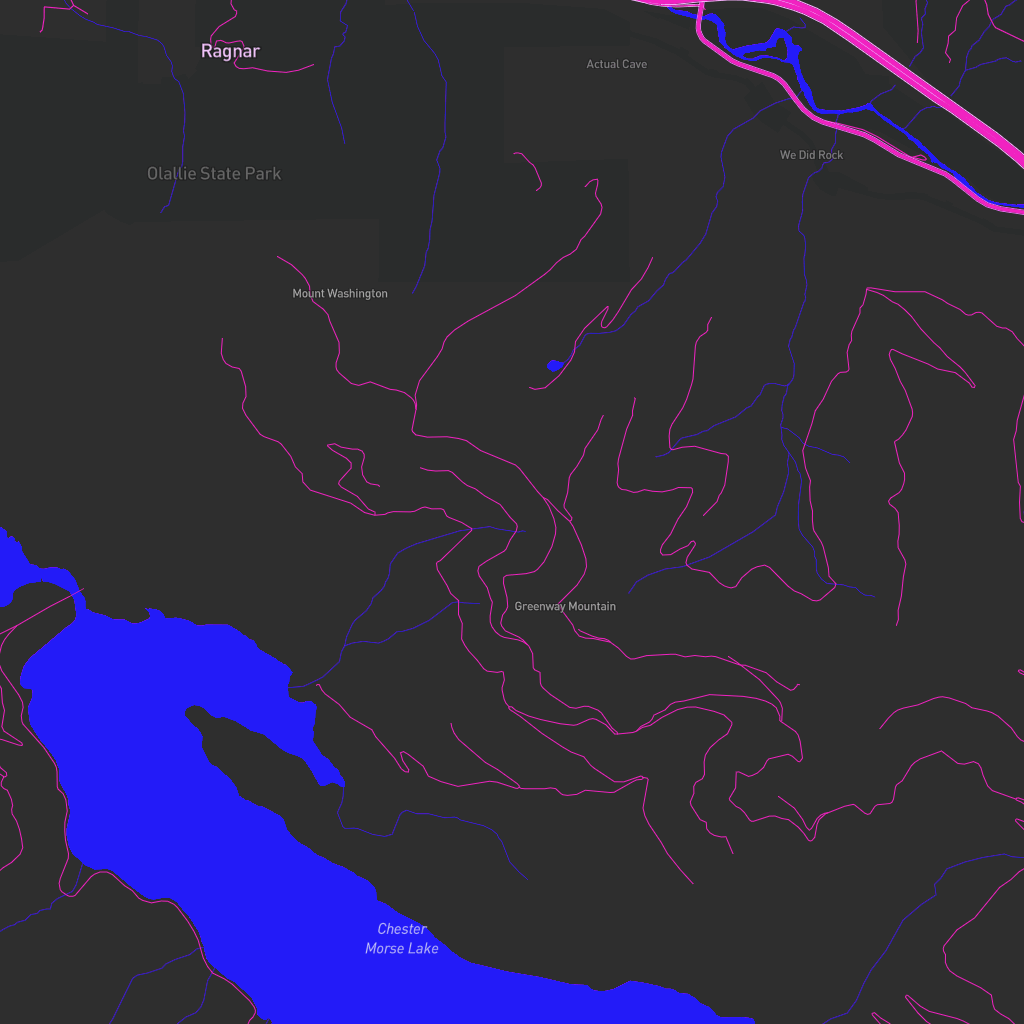 Ragnar
Actual Cave
We Did Rock
Olallie State Park
Mount Washington
Greenway Mountain
Chester
Morse Lake